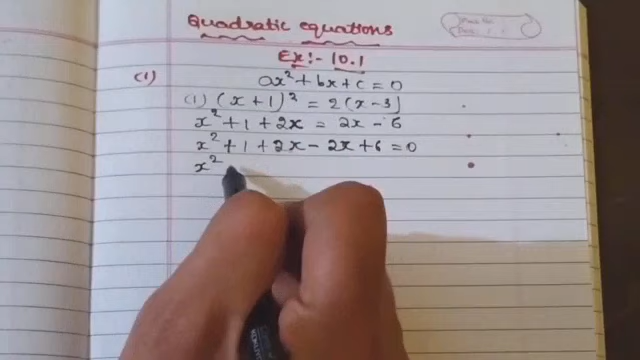 Quadratic equations
Ex:- 10.1
(1) ax² + bx + c = 0
(1) (x + 1)² = 2(x - 3)
x² + 1 + 2x = 2x - 6
x² + 1 + 2x - 2x + 6 = 0
x²